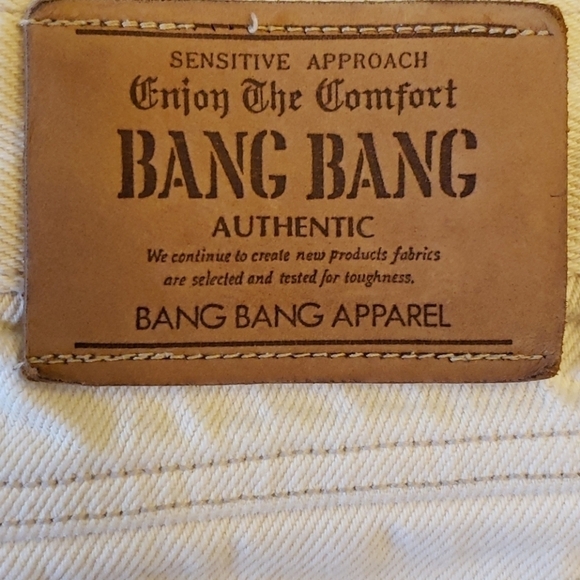 SENSITIVE APPROACH
Enjoy The Comfort
BANG BANG
AUTHENTIC
We continue to create new products fabrics
are selected and tested for toughness.
BANG BANG APPAREL